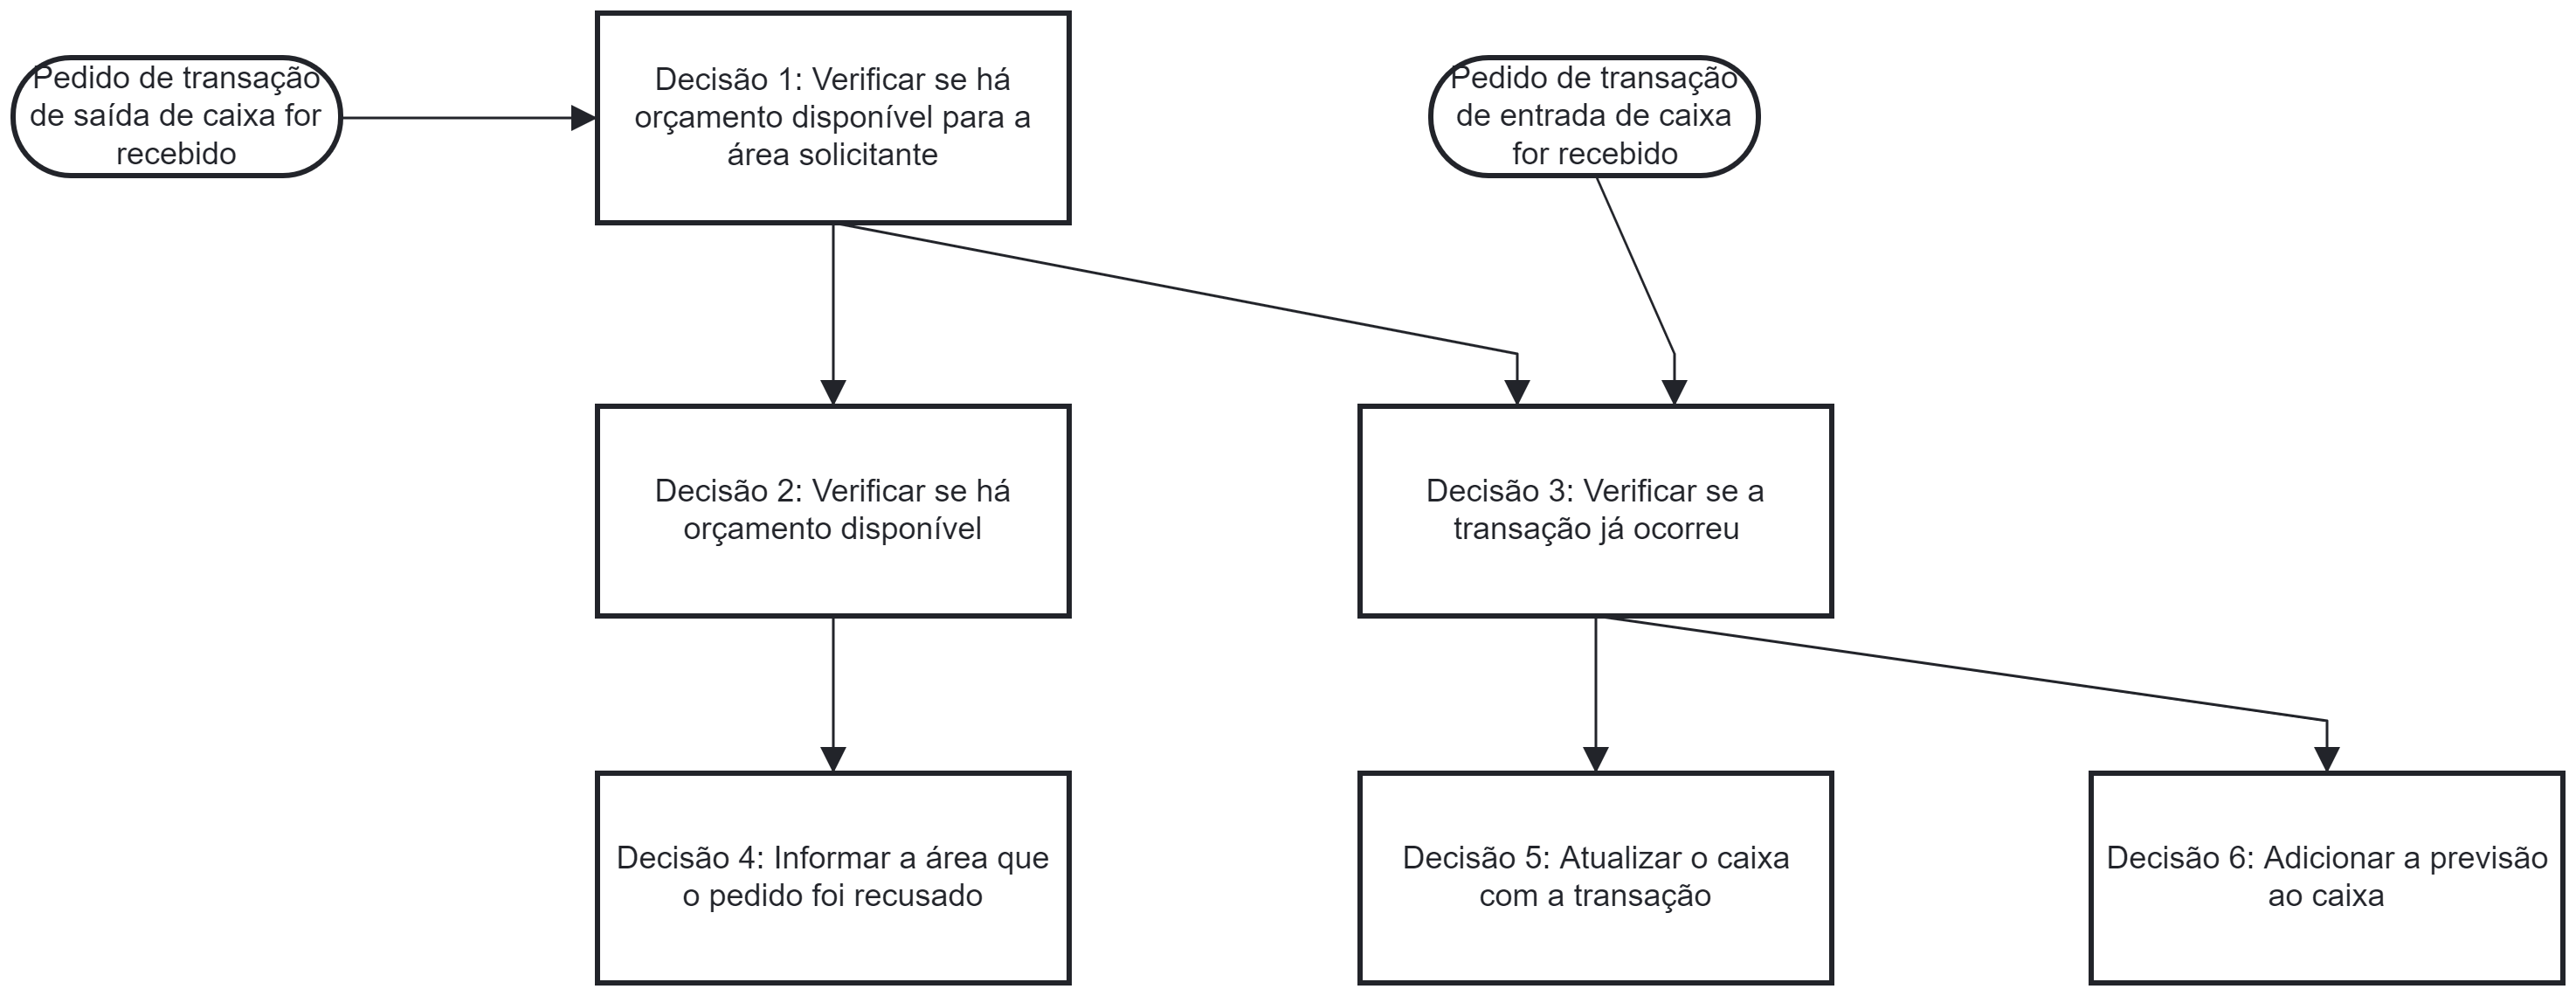 Pedido de transação
de saída de caixa for
recebido
Decisão 1: Verificar se há
orçamento disponível para a
área solicitante
Pedido de transação
de entrada de caixa
for recebido
Decisão 2: Verificar se há
orçamento disponível
Decisão 3: Verificar se a
transação já ocorreu
Decisão 4: Informar a área que
o pedido foi recusado
Decisão 5: Atualizar o caixa
com a transação
Decisão 6: Adicionar a previsão
ao caixa